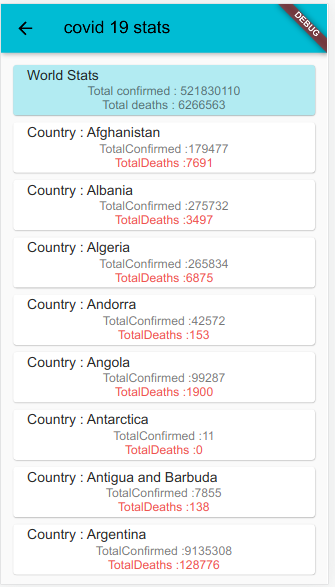 covid 19 stats
DEBUG
World Stats
Total confirmed : 521830110
Total deaths : 6266563
Country : Afghanistan
TotalConfirmed :179477
TotalDeaths :7691
Country : Albania
TotalConfirmed :275732
TotalDeaths :3497
Country : Algeria
TotalConfirmed :265834
TotalDeaths :6875
Country : Andorra
TotalConfirmed :42572
TotalDeaths :153
Country : Angola
TotalConfirmed :99287
TotalDeaths :1900
Country : Antarctica
TotalConfirmed :11
TotalDeaths :0
Country : Antigua and Barbuda
TotalConfirmed :7855
TotalDeaths :138
Country : Argentina
TotalConfirmed :9135308
TotalDeaths :128776